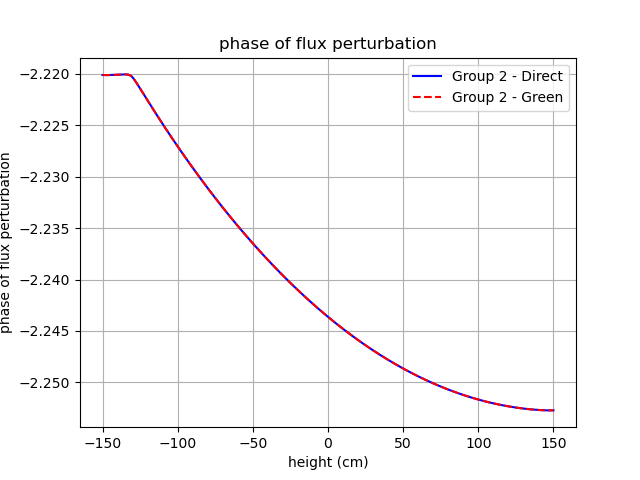 phase of flux perturbation
Group 2 - Direct
Group 2 - Green
phase of flux perturbation
−2.220
−2.225
−2.230
−2.235
−2.240
−2.245
−2.250
−150
−100
−50
0
50
100
150
height (cm)